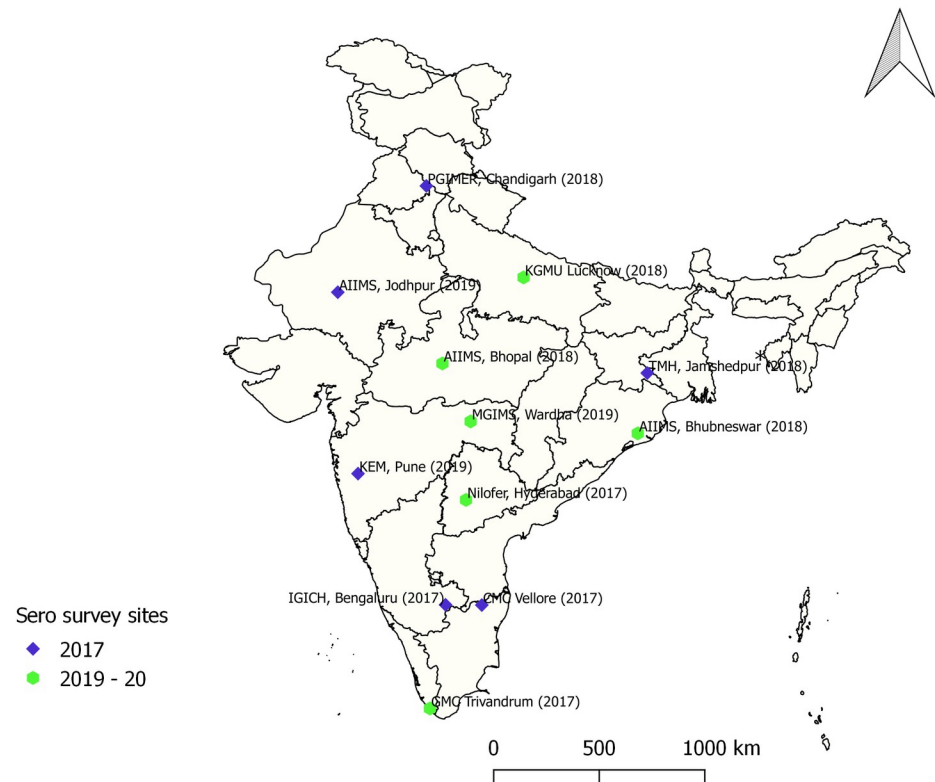 PGIMER, Chandigarh (2018)
KGMU Lucknow (2018)
AIIMS, Jodhpur (2019)
AIIMS, Bhopal (2018)
*
TMH, Jamshedpur (2018)
MGIMS, Wardha (2019)
AIIMS, Bhubneswar (2018)
KEM, Pune (2019)
Nilofer, Hyderabad (2017)
IGICH, Bengaluru (2017)
CMC Vellore (2017)
GMC Trivandrum (2017)
Sero survey sites
2017
2019 - 20
0 500 1000 km